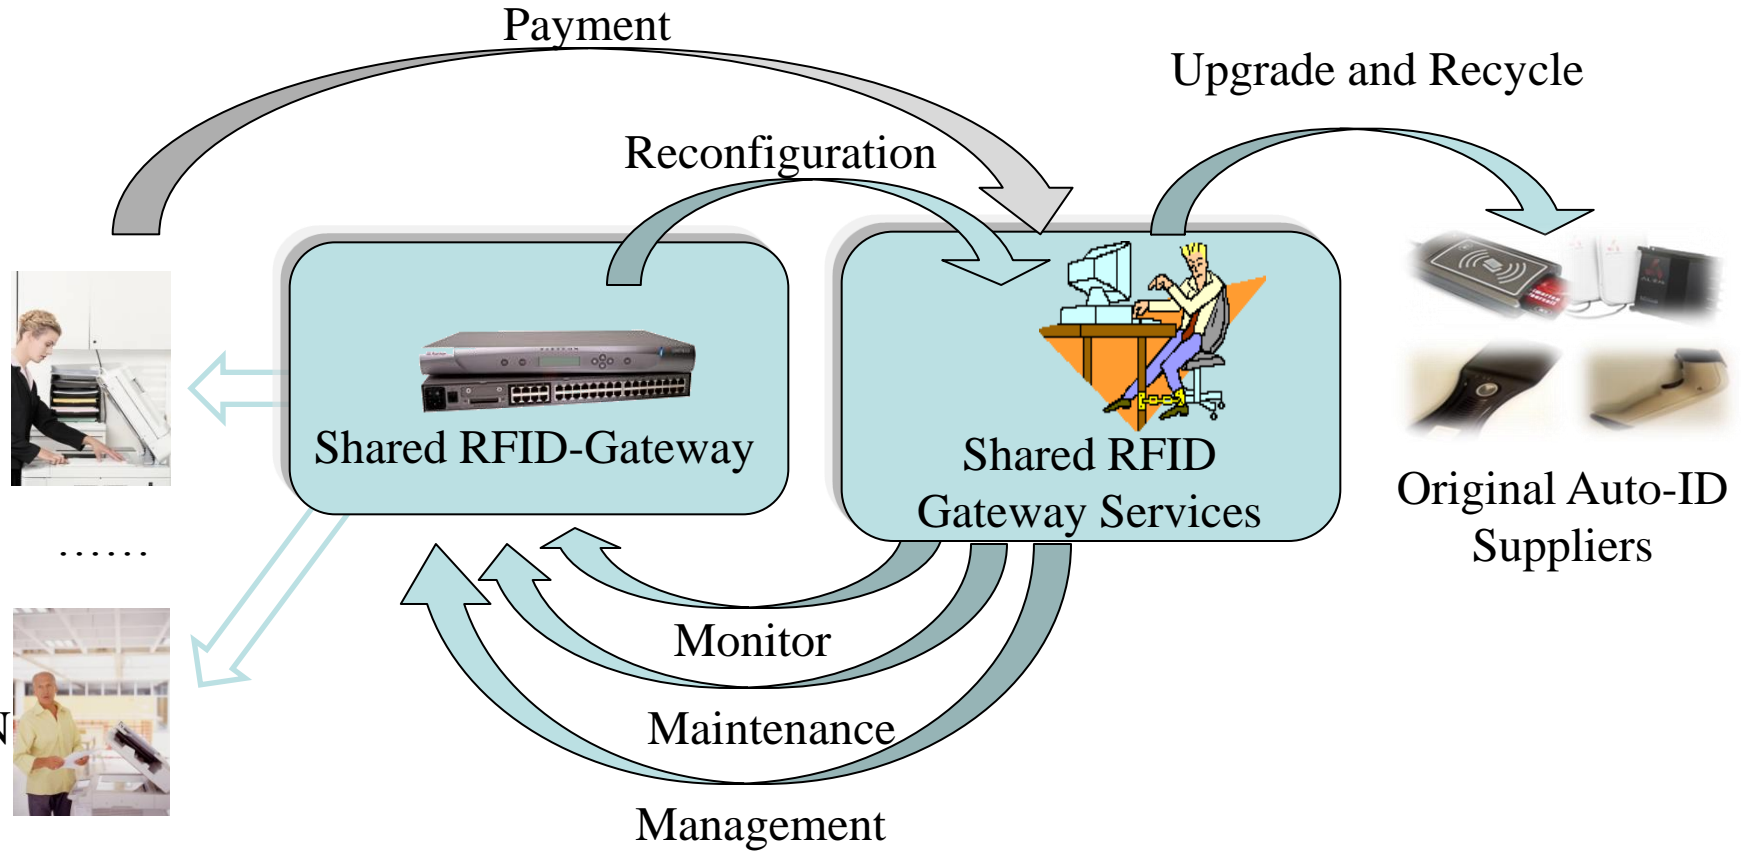 Payment
Upgrade and Recycle
Reconfiguration
Shared RFID-Gateway
Shared RFID
Gateway Services
Original Auto-ID
Suppliers
......
Monitor
N
Maintenance
Management